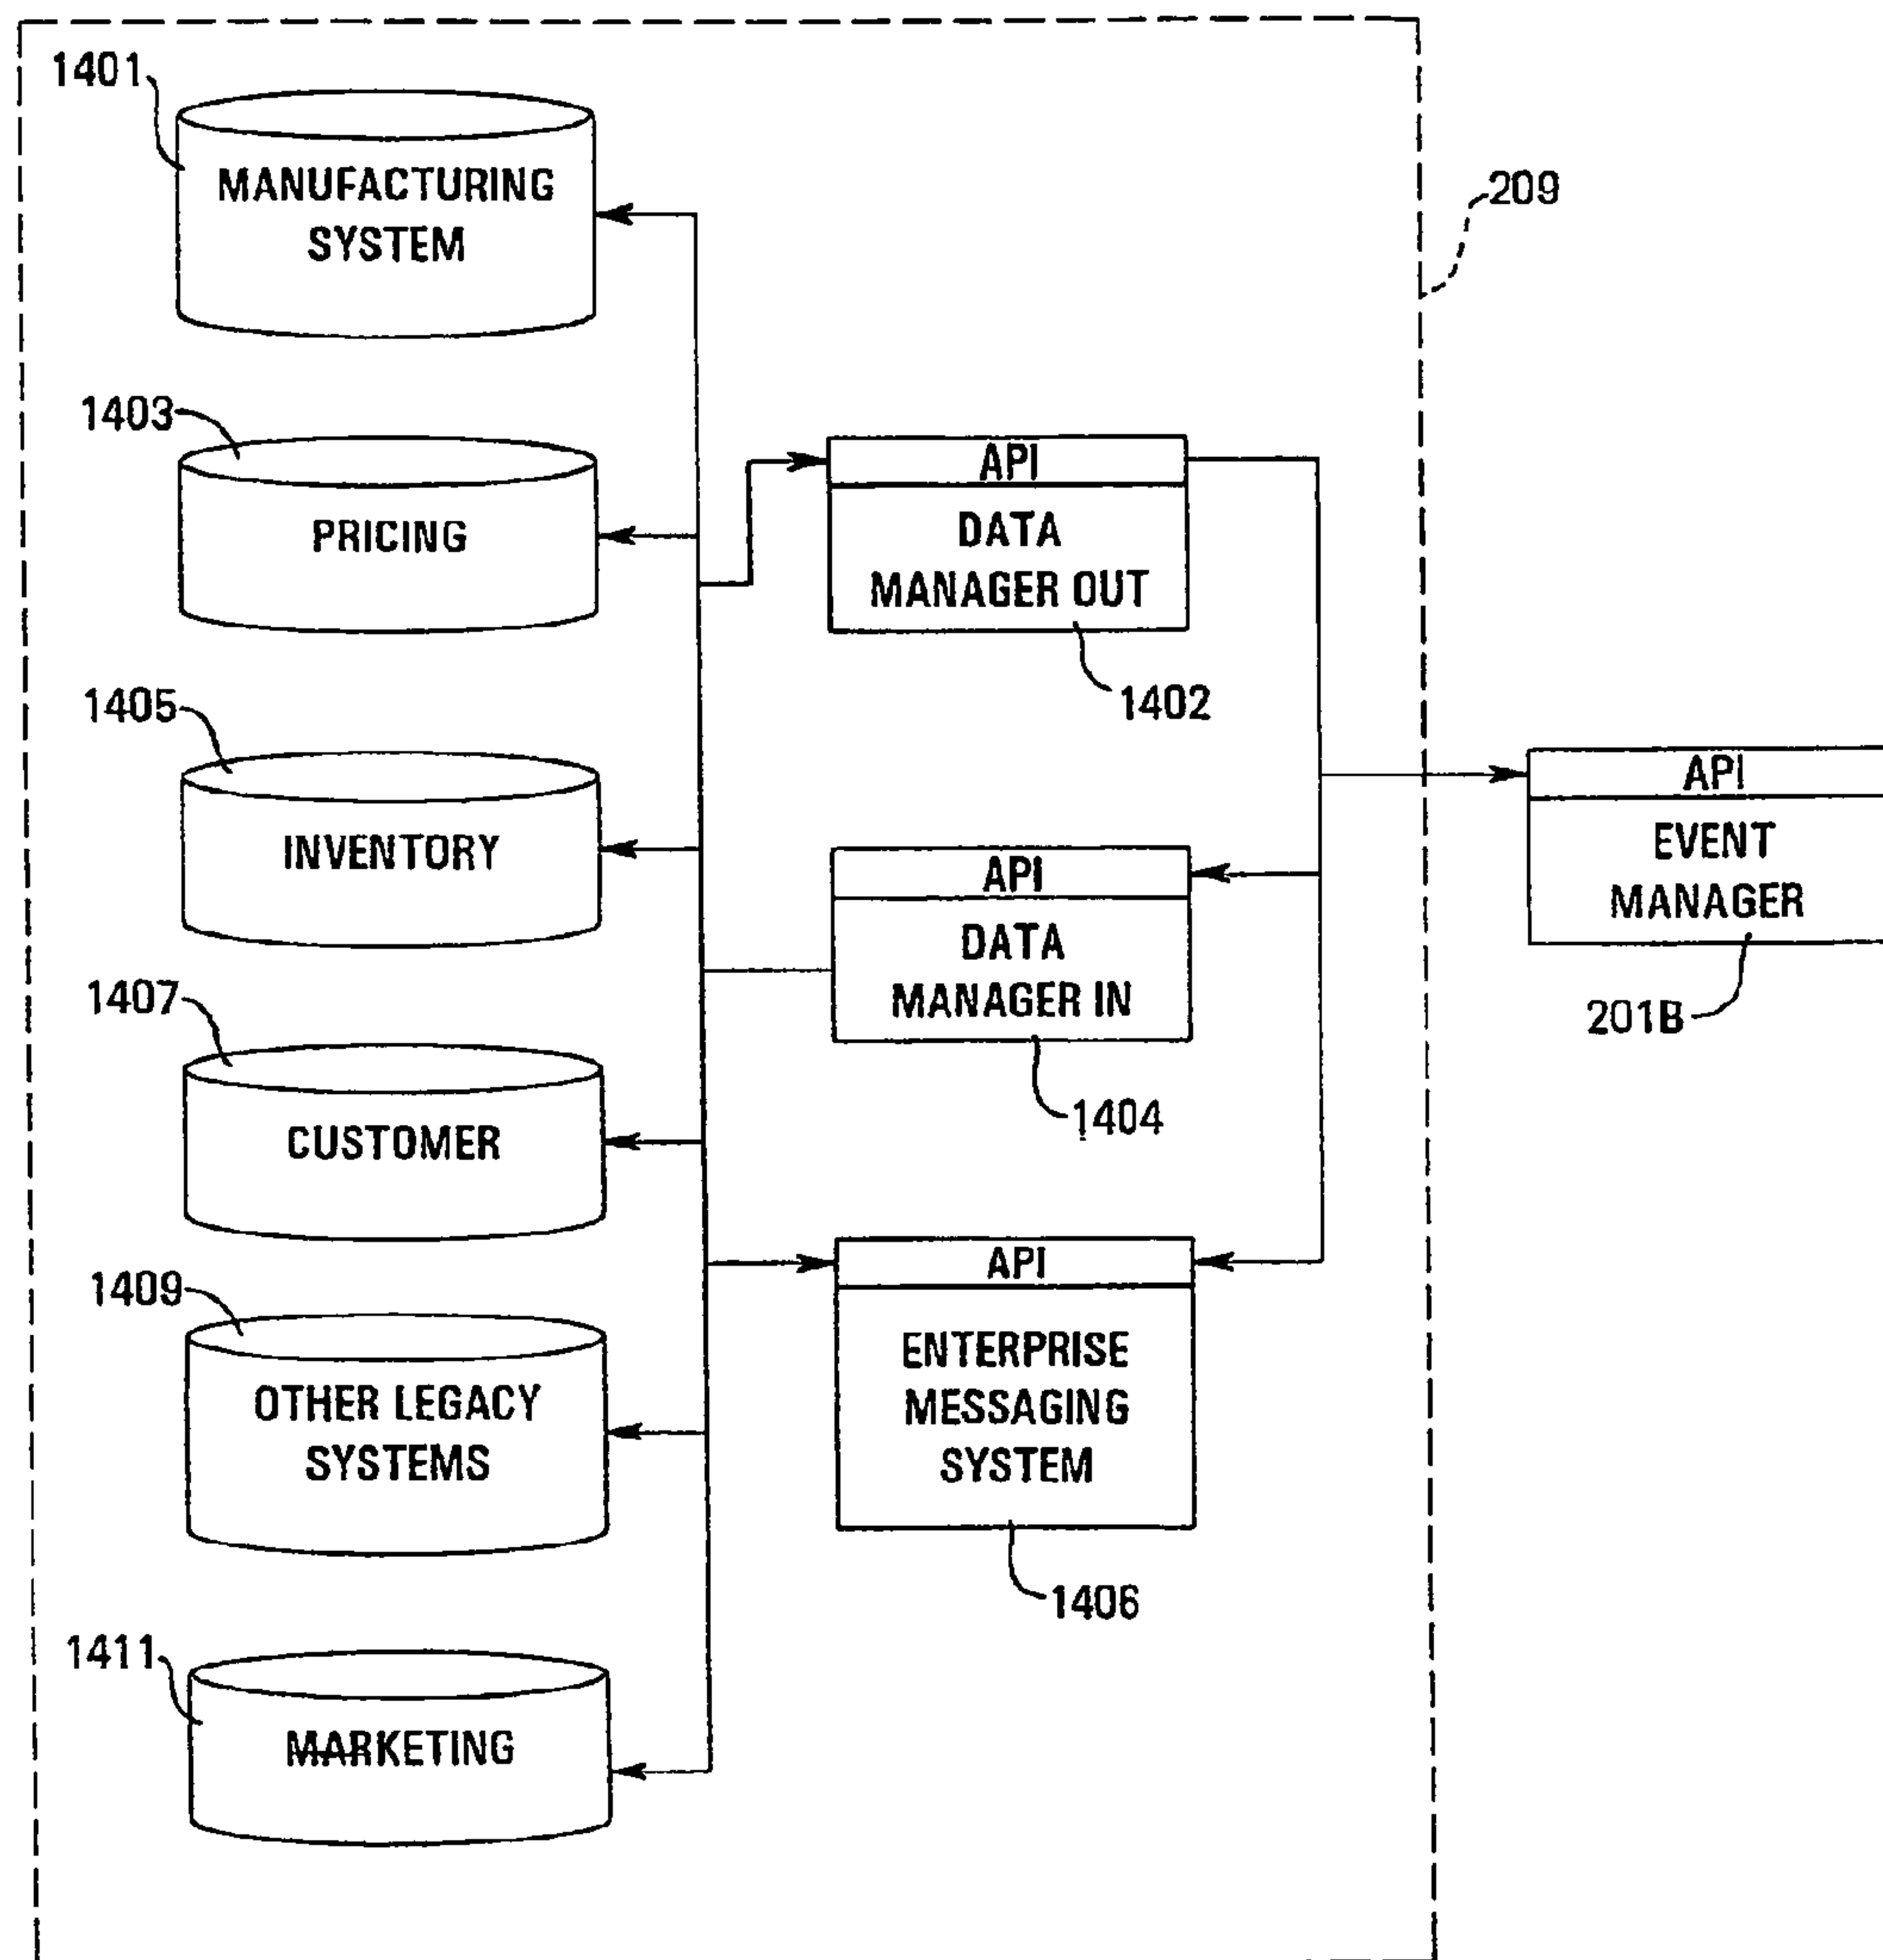 1401
MANUFACTURING
SYSTEM
209
1403
PRICING
API
DATA
MANAGER OUT
1402
1405
INVENTORY
API
EVENT
MANAGER
201B
API
DATA
MANAGER IN
1404
1407
CUSTOMER
API
ENTERPRISE
MESSAGING
SYSTEM
1406
1409
OTHER LEGACY
SYSTEMS
1411
MARKETING